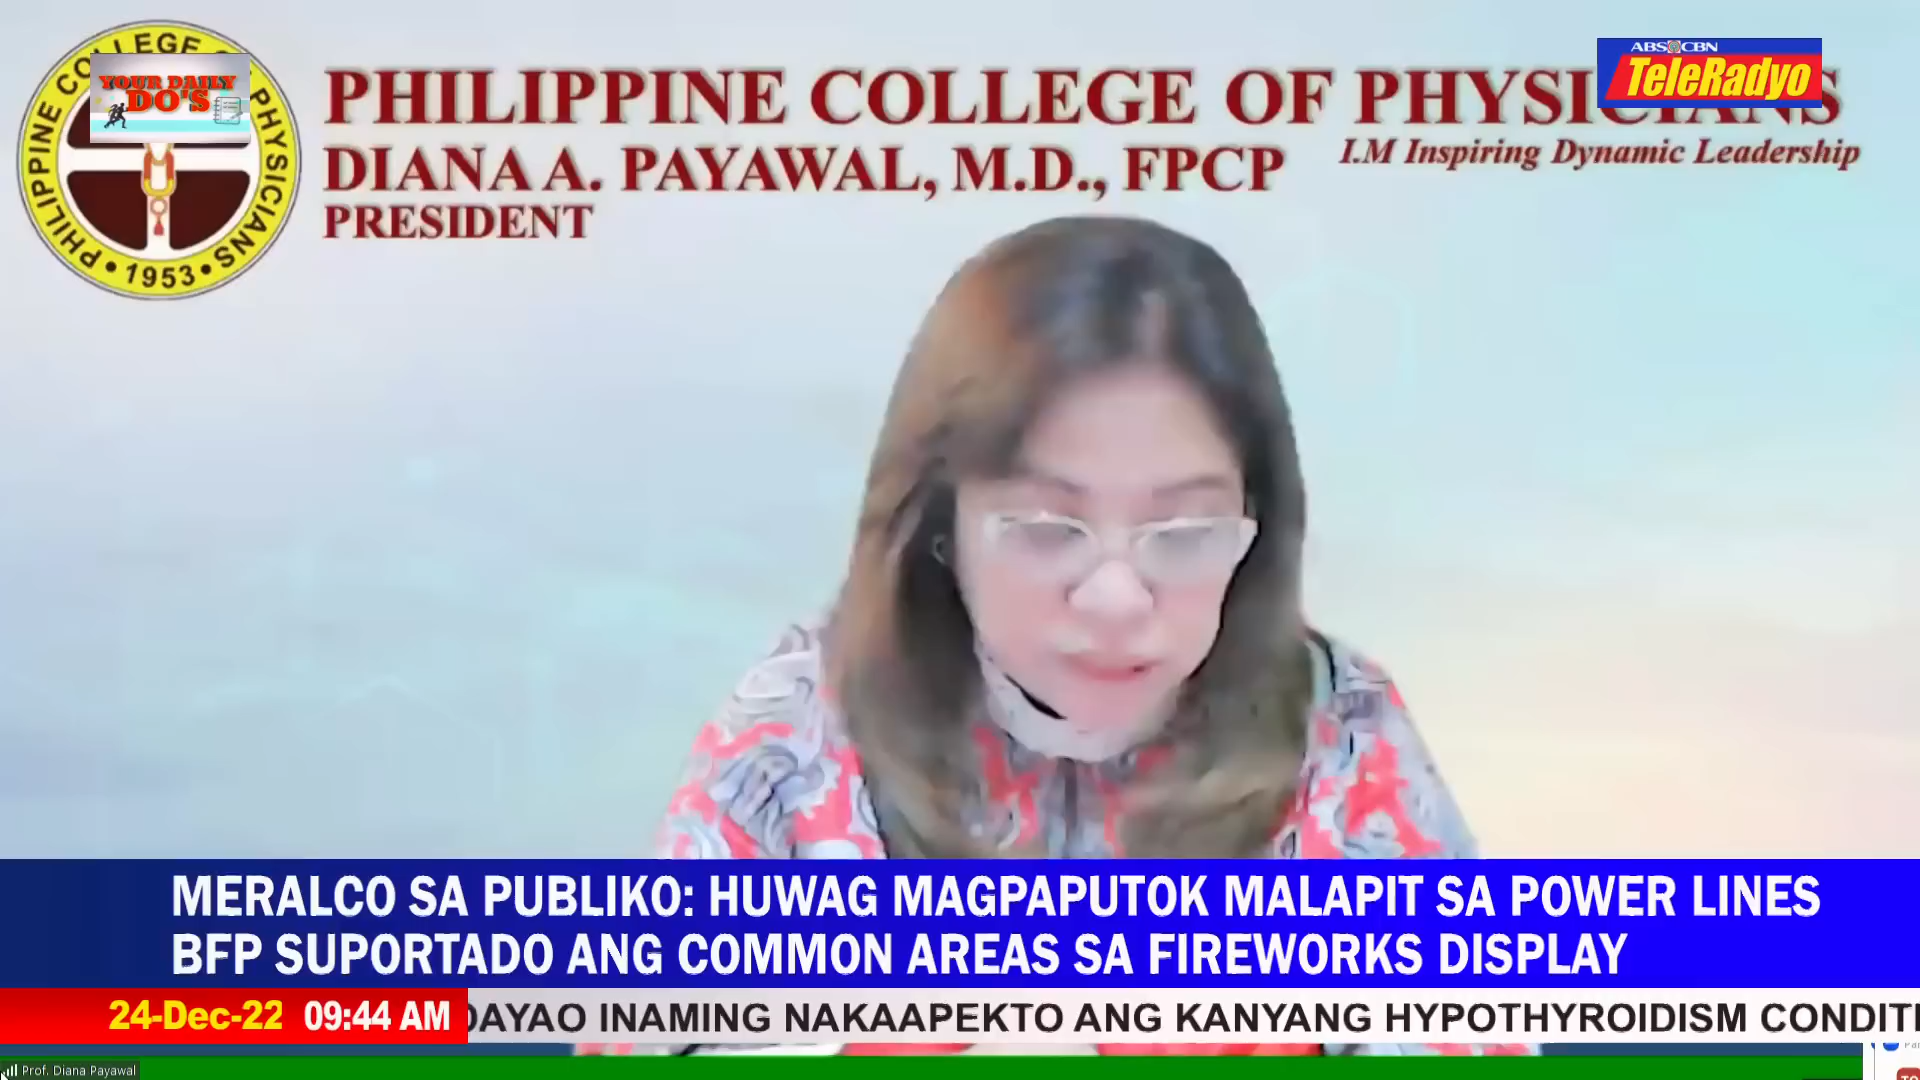 PHILIPPINE COLLEGE OF PHYSICIANS
1953
YOUR DAILY
DO'S
PHILIPPINE COLLEGE OF PHYSICIANS
I.M Inspiring Dynamic Leadership
DIANA A. PAYAWAL, M.D., FPCP
PRESIDENT
ABS-CBN
TeleRadyo
MERALCO SA PUBLIKO: HUWAG MAGPAPUTOK MALAPIT SA POWER LINES
BFP SUPORTADO ANG COMMON AREAS SA FIREWORKS DISPLAY
24-Dec-22 09:44 AM
DAYAO INAMING NAKAAPEKTO ANG KANYANG HYPOTHYROIDISM CONDITI
Prof. Diana Payawal